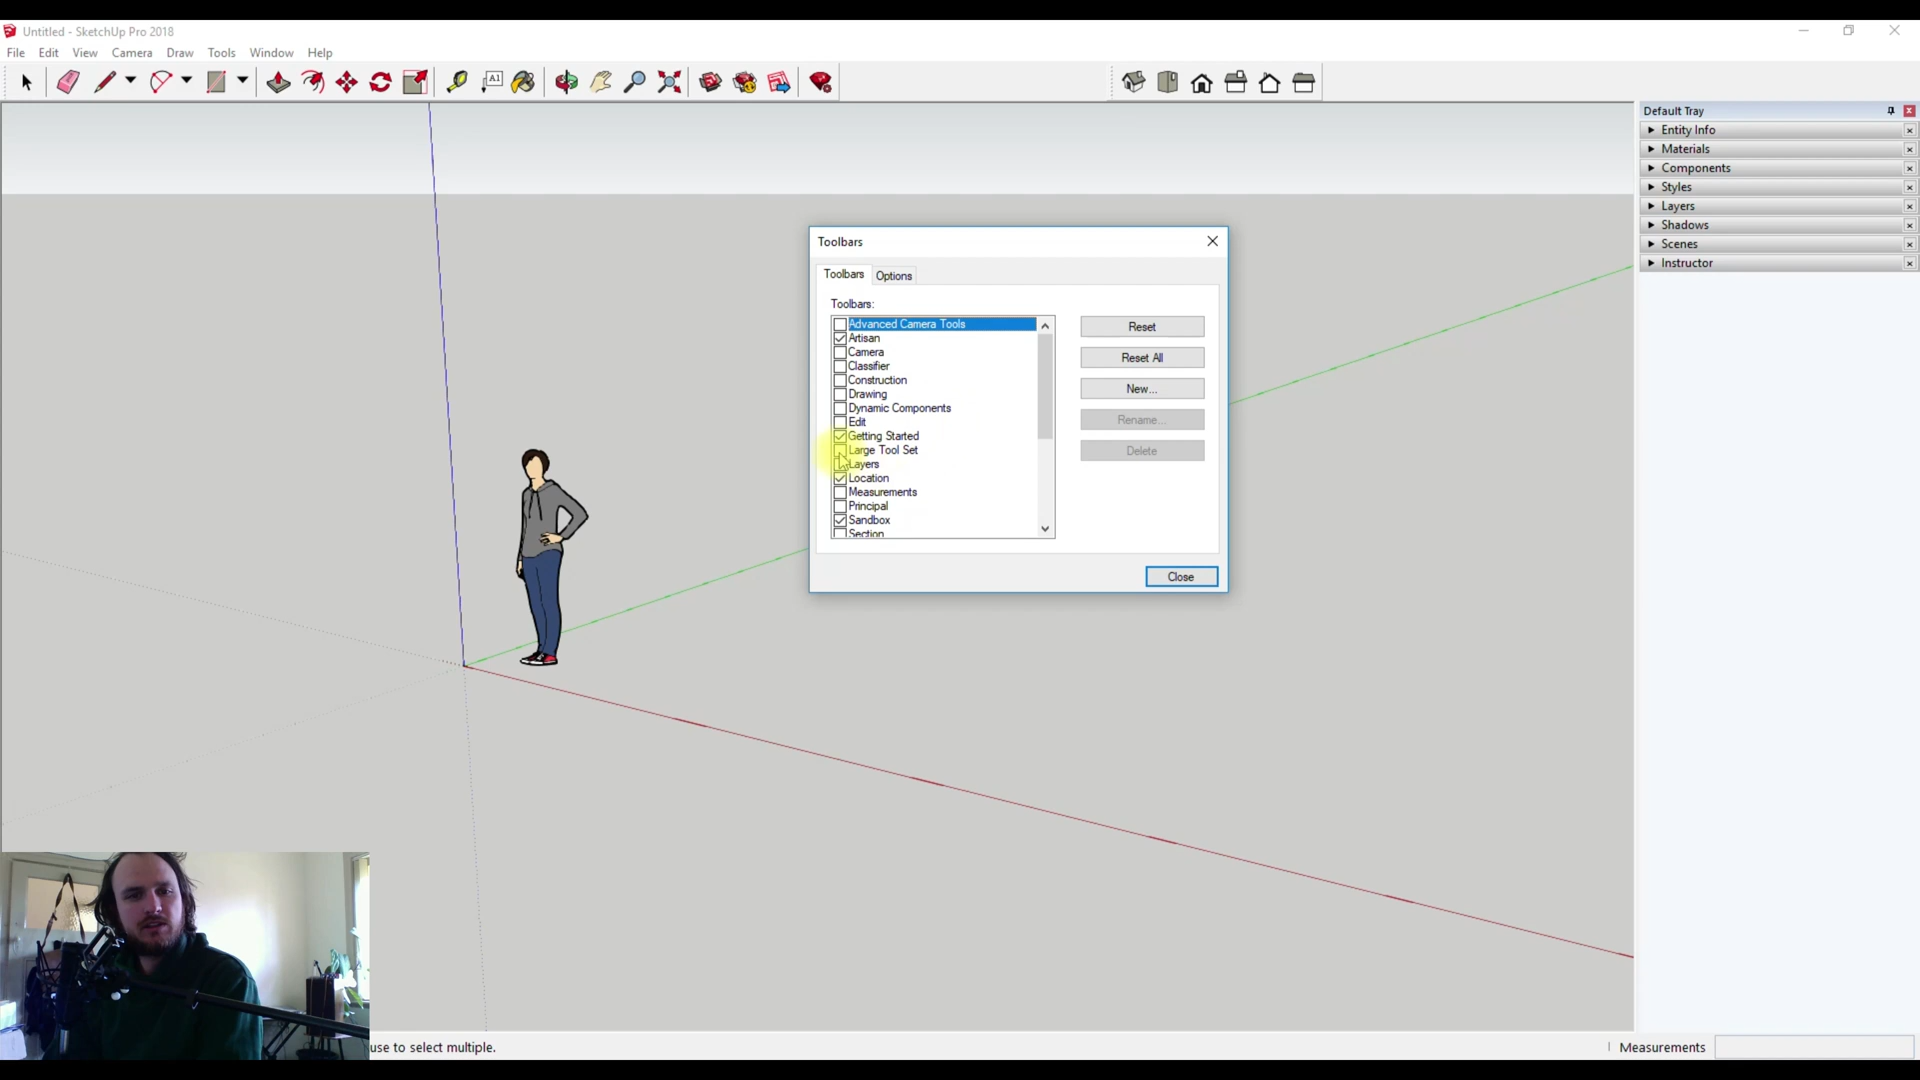 Untitled - SketchUp Pro 2018
File Edit View Camera Draw Tools Window Help
A1
Default Tray
Entity Info
Materials
Components
Styles
Layers
Shadows
Scenes
Instructor
Toolbars
Toolbars Options
Toolbars:
Advanced Camera Tools
Artisan
Camera
Classifier
Construction
Drawing
Dynamic Components
Edit
Getting Started
Large Tool Set
Layers
Location
Measurements
Principal
Sandbox
Section
Reset
Reset All
New...
Rename...
Delete
Close
use to select multiple.
Measurements